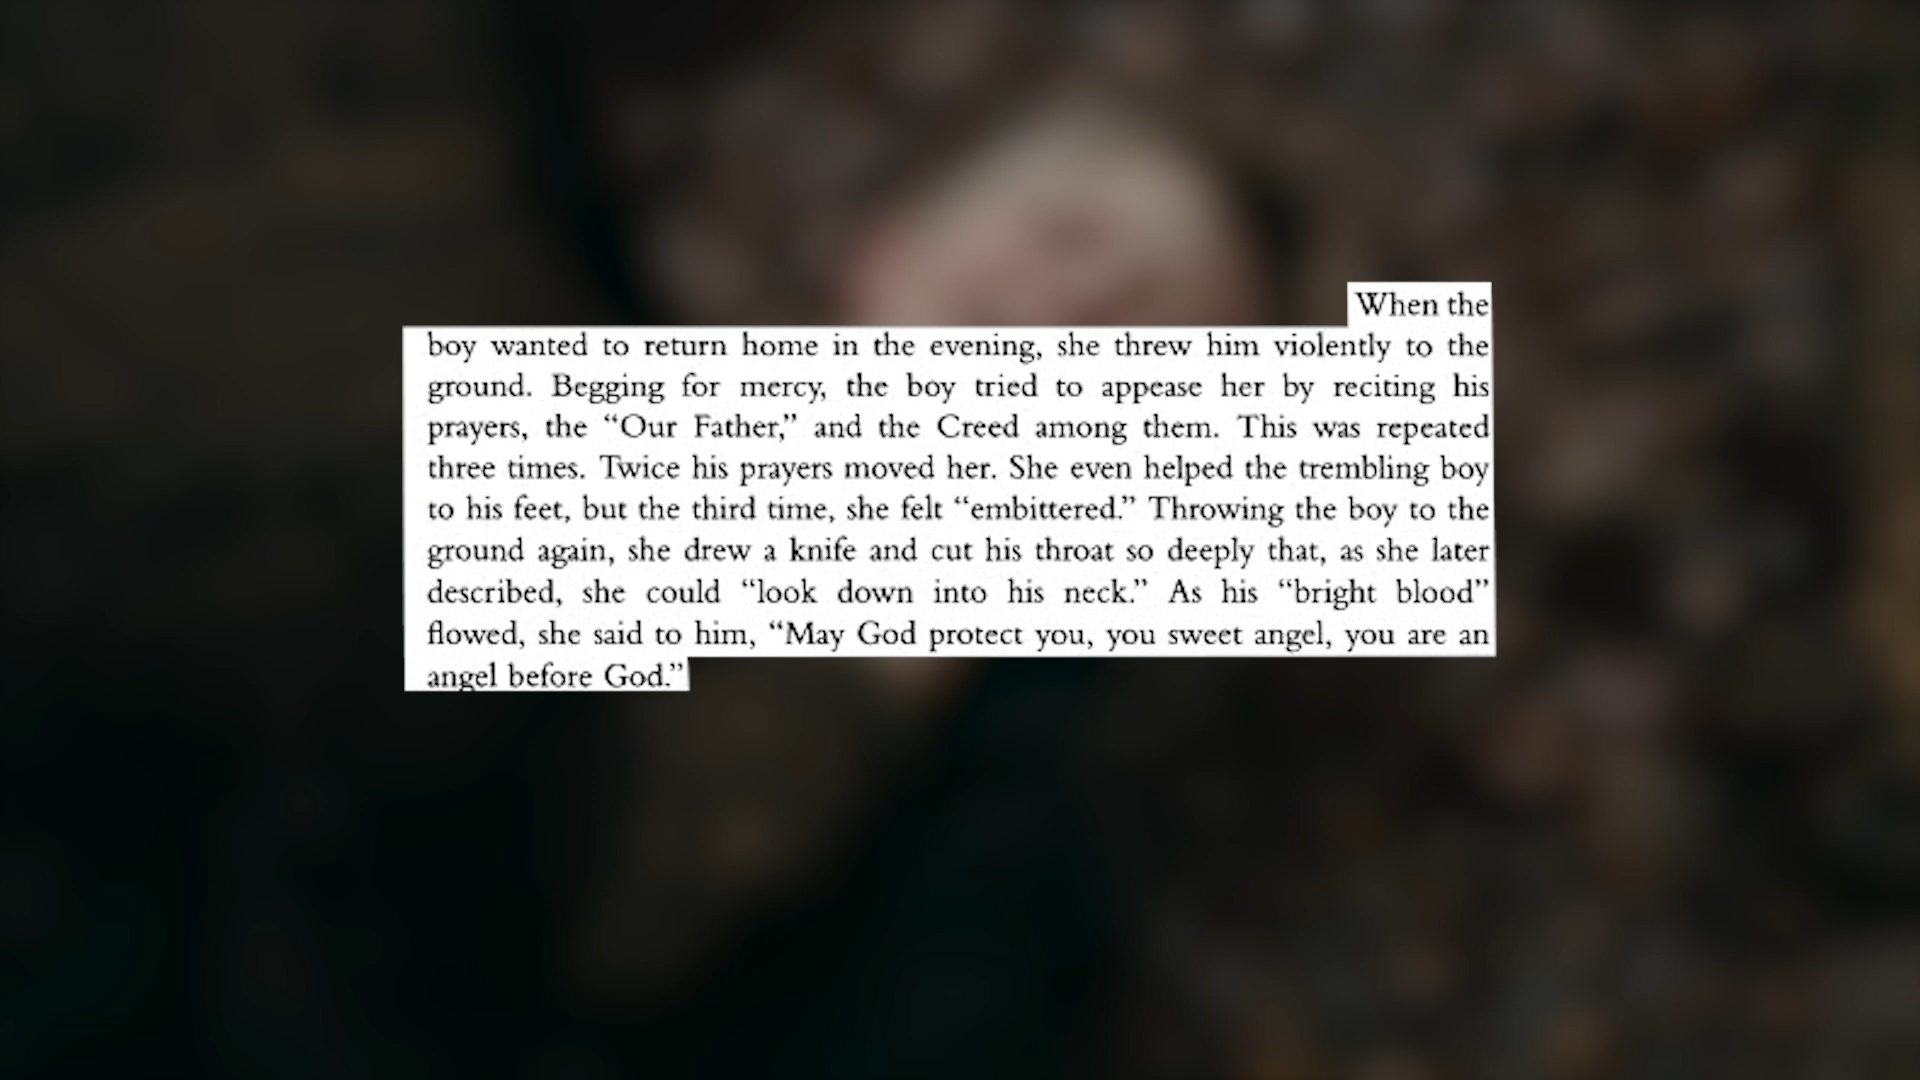 When the
boy wanted to return home in the evening, she threw him violently to the
ground. Begging for mercy, the boy tried to appease her by reciting his
prayers, the “Our Father,” and the Creed among them. This was repeated
three times. Twice his prayers moved her. She even helped the trembling boy
to his feet, but the third time, she felt “embittered.” Throwing the boy to the
ground again, she drew a knife and cut his throat so deeply that, as she later
described, she could “look down into his neck.” As his “bright blood”
flowed, she said to him, “May God protect you, you sweet angel, you are an
angel before God.”